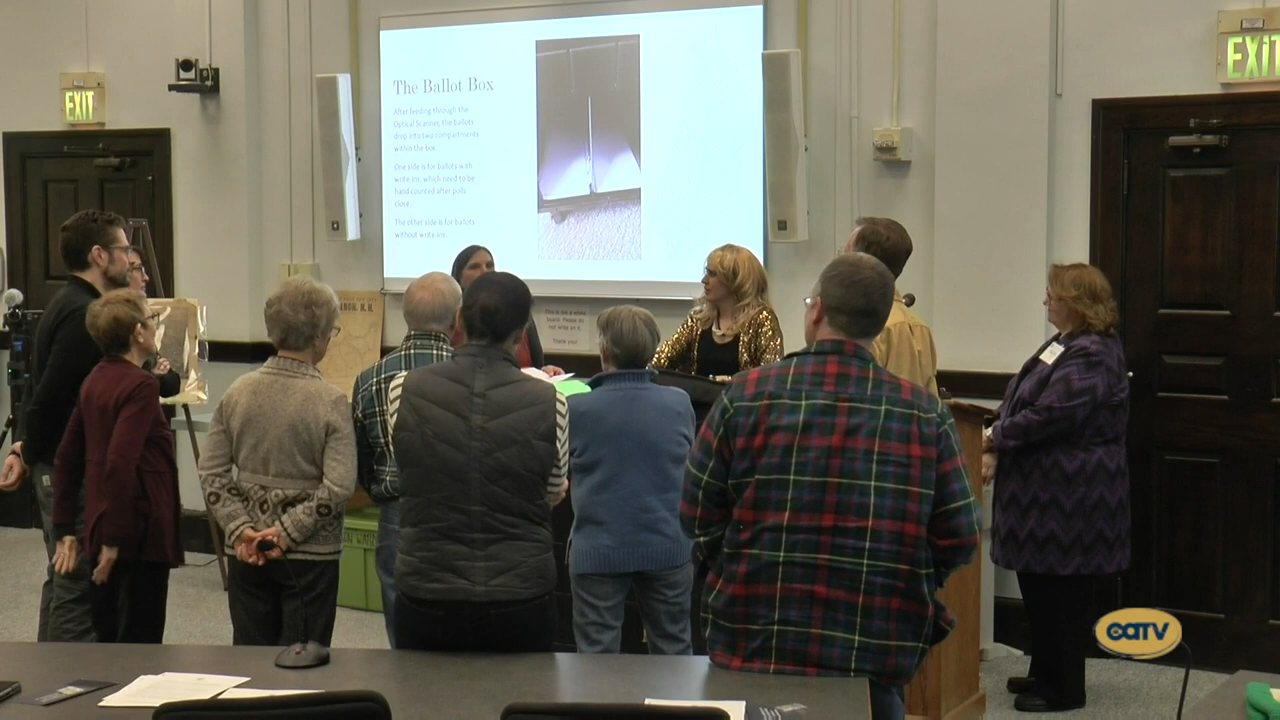 EXIT
EXIT
The Ballot Box
After feeding through the
Optical Scanner, the ballots
drop into two compartments
within the box.
One side is for ballots with
write-ins, which need to be
hand counted after polls
close.
The other side is for ballots
without write-ins.
This is not a white
board. Please do
not write on it.
Thank you!
CATV